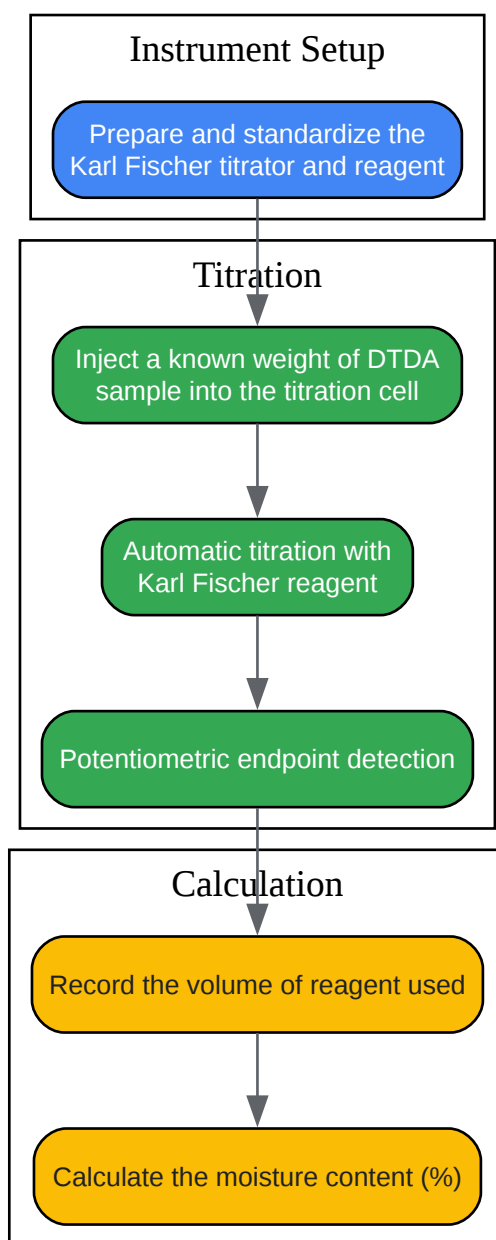 Instrument Setup
Prepare and standardize the
Karl Fischer titrator and reagent
Titration
Inject a known weight of DTDA
sample into the titration cell
Automatic titration with
Karl Fischer reagent
Potentiometric endpoint detection
Calculation
Record the volume of reagent used
Calculate the moisture content (%)